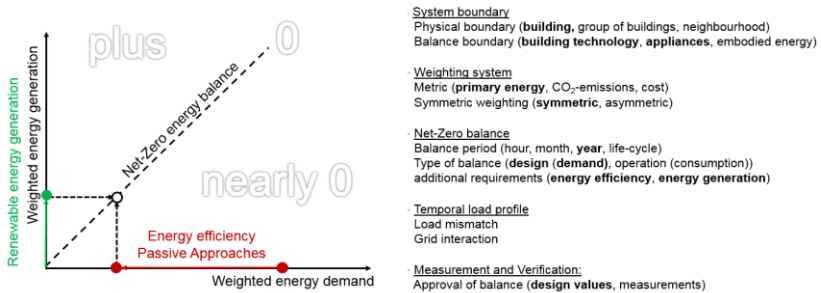 plus
0
Net-Zero energy balance
nearly 0
Renewable energy generation
Weighted energy generation
Energy efficiency
Passive Approaches
Weighted energy demand
· System boundary
Physical boundary (building, group of buildings, neighbourhood)
Balance boundary (building technology, appliances, embodied energy)
· Weighting system
Metric (primary energy, CO₂-emissions, cost)
Symmetric weighting (symmetric, asymmetric)
· Net-Zero balance
Balance period (hour, month, year, life-cycle)
Type of balance (design (demand), operation (consumption))
additional requirements (energy efficiency, energy generation)
· Temporal load profile
Load mismatch
Grid interaction
· Measurement and Verification:
Approval of balance (design values, measurements)